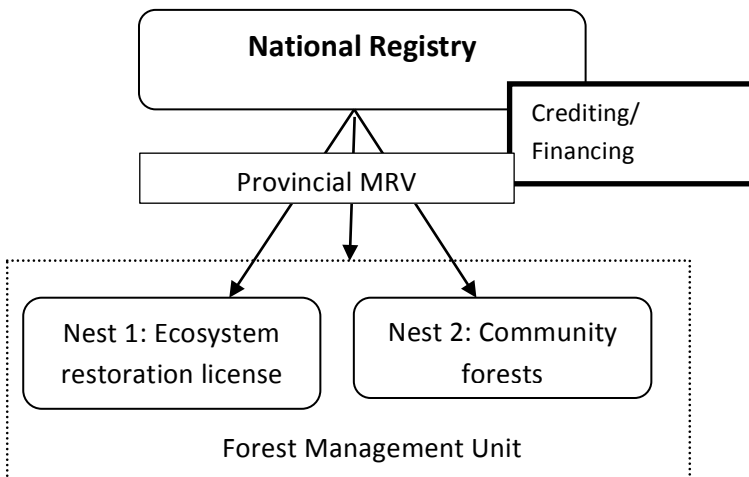 National Registry
Crediting/
Financing
Provincial MRV
Nest 1: Ecosystem
restoration license
Nest 2: Community
forests
Forest Management Unit